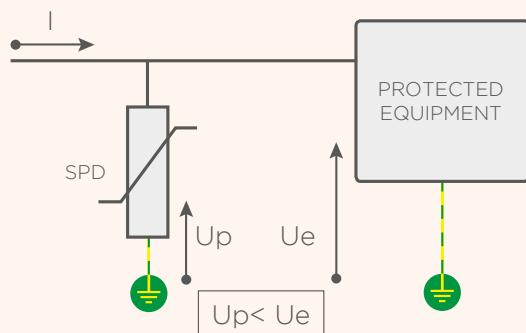 I
PROTECTED
EQUIPMENT
SPD
Up
Ue
Up< Ue